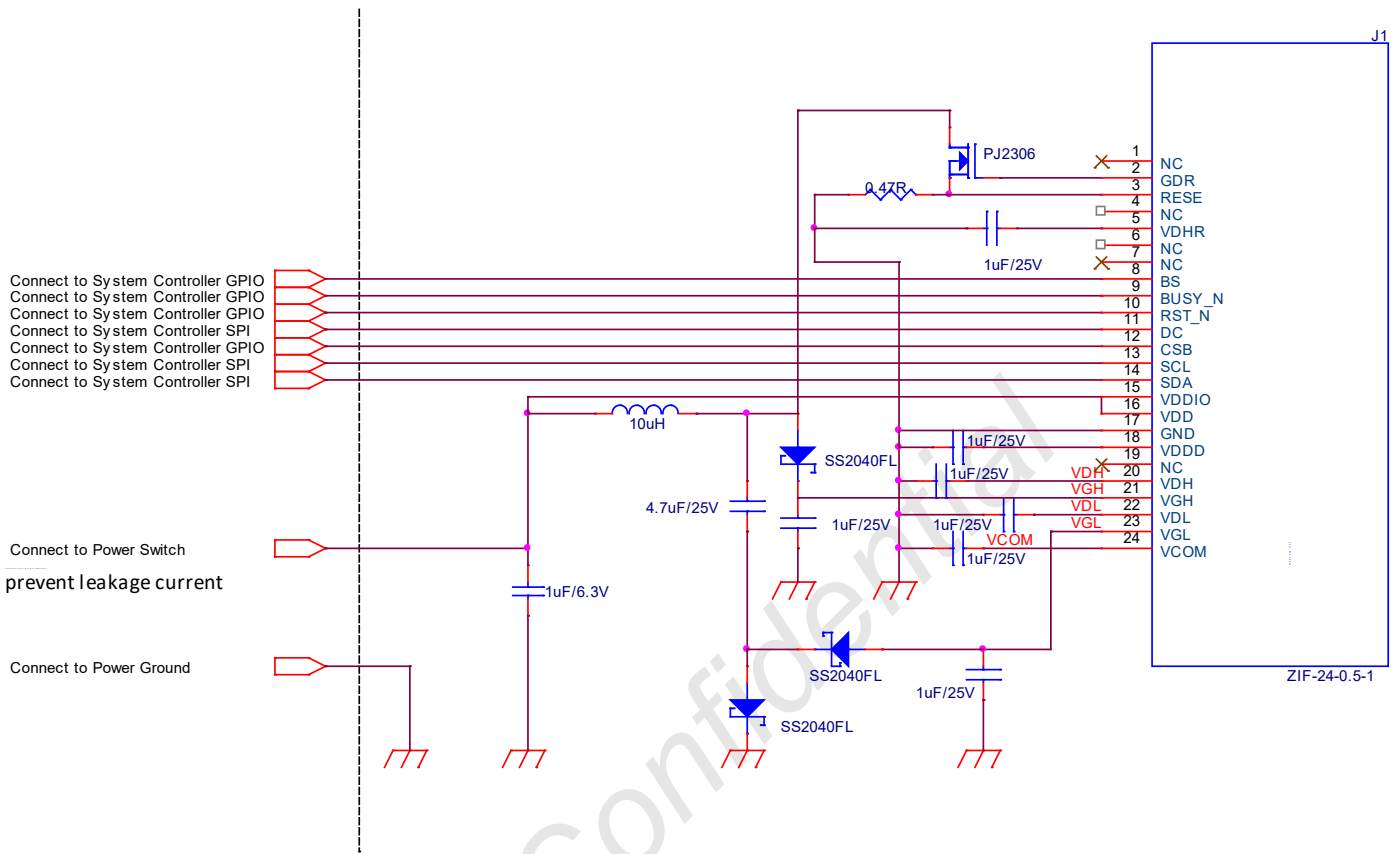 J1
PJ2306
0.47R
1uF/25V
1
2
3
4
5
6
7
8
9
10
11
12
13
14
15
16
17
18
19
20
21
22
23
24
NC
GDR
RESE
NC
VDHR
NC
NC
BS
BUSY_N
RST_N
DC
CSB
SCL
SDA
VDDIO
VDD
GND
VDDD
NC
VDH
VGH
VDL
VGL
VCOM
Connect to System Controller GPIO
Connect to System Controller GPIO
Connect to System Controller GPIO
Connect to System Controller SPI
Connect to System Controller GPIO
Connect to System Controller SPI
Connect to System Controller SPI
10uH
SS2040FL
1uF/25V
1uF/25V
VDH
VGH
VDL
VGL
VCOM
4.7uF/25V
1uF/25V
1uF/25V
1uF/25V
Connect to Power Switch
prevent leakage current
1uF/6.3V
Connect to Power Ground
SS2040FL
1uF/25V
SS2040FL
ZIF-24-0.5-1
Confidential